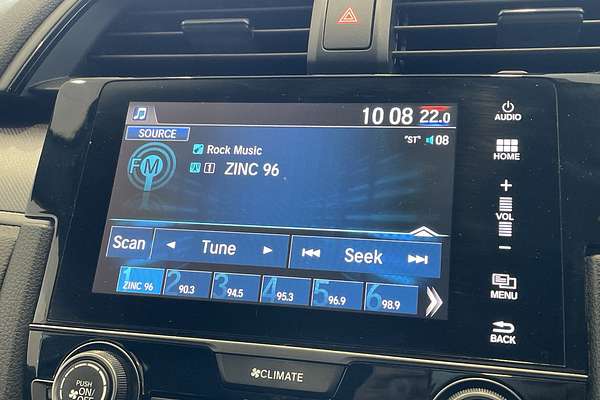 10 08 22.0
SOURCE
"ST" 08
FM
Rock Music
i ZINC 96
Scan Tune Seek
1 ZINC 96
2 90.3
3 94.5
4 95.3
5 96.9
6 98.9
AUDIO
HOME
+
VOL
-
MENU
BACK
PUSH
ON/
OFF
CLIMATE